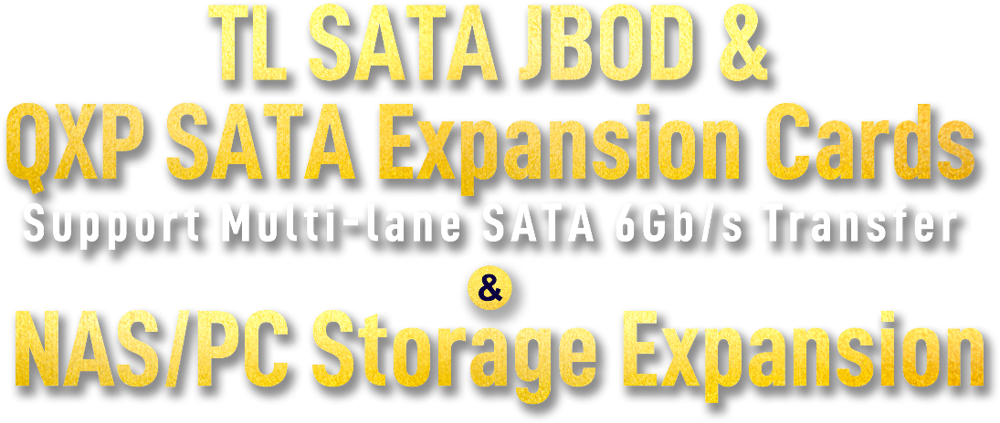 TL SATA JBOD &
QXP SATA Expansion Cards
Support Multi-lane SATA 6Gb/s Transfer
&
NAS/PC Storage Expansion